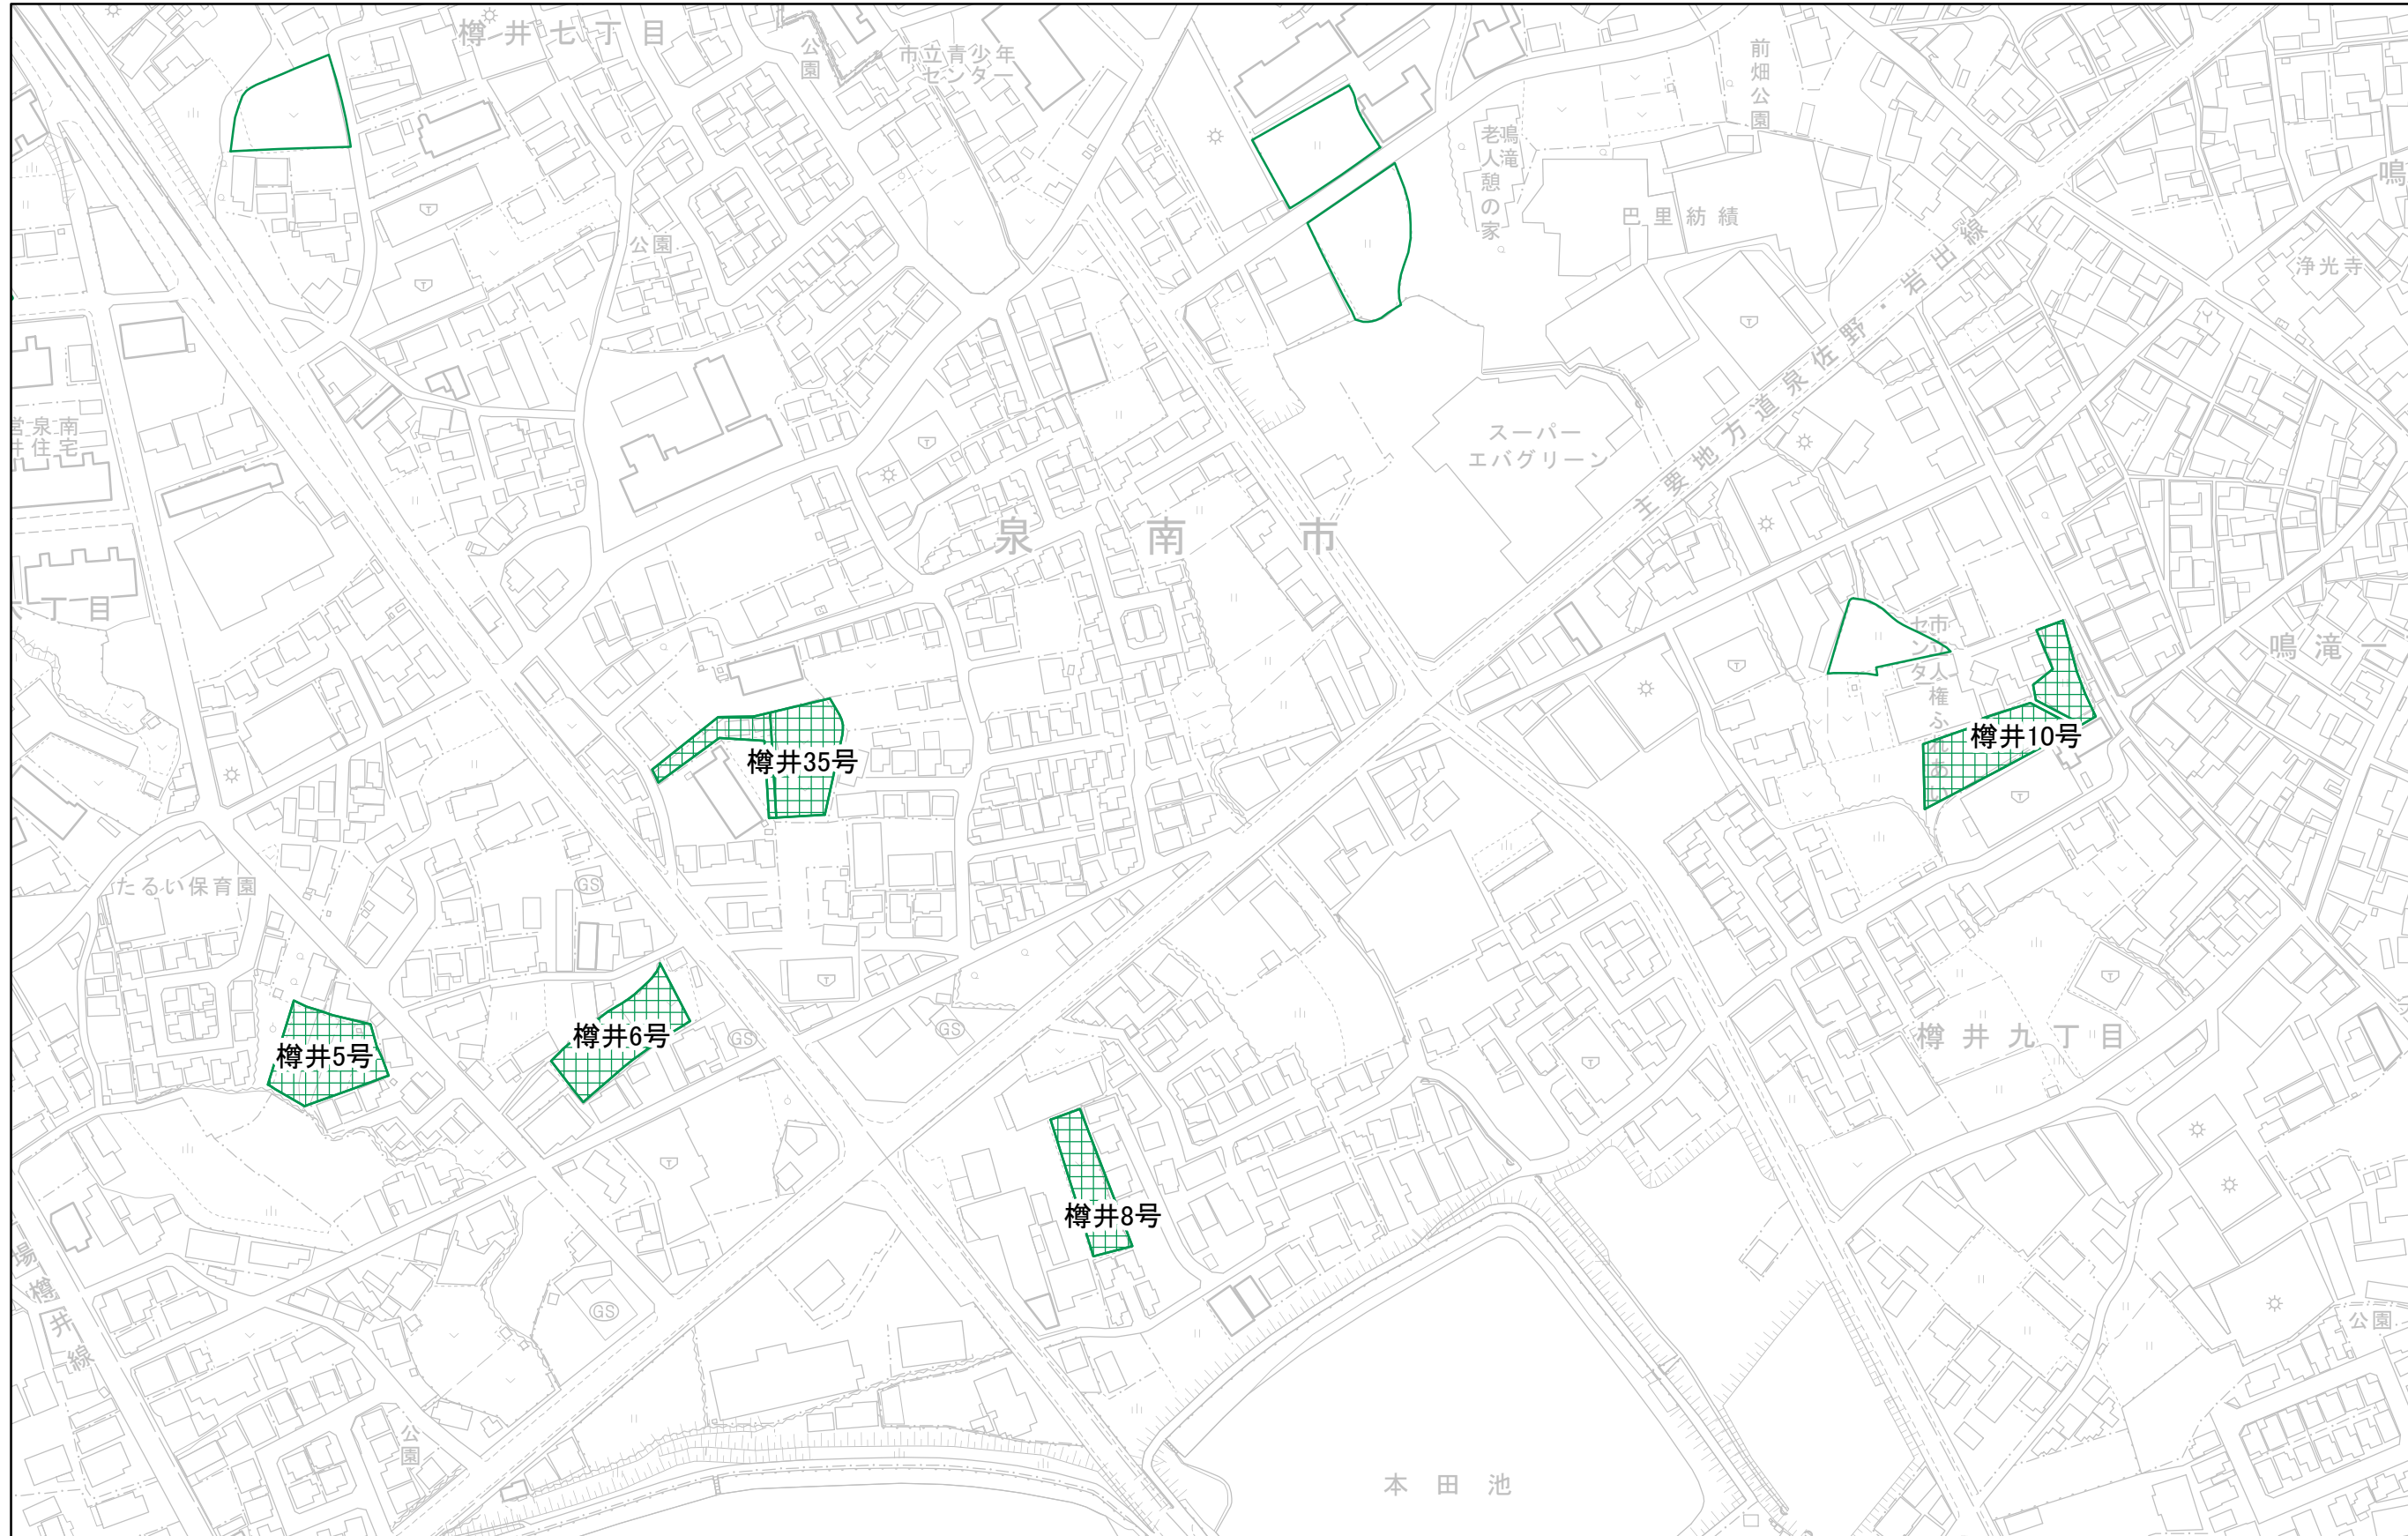 樽井七丁目
公園
市立青少年
センター
前畑公園
鳴滝
老人憩の家
巴里紡績
鳴
浄光寺
公園
主要地方道泉佐野・岩出線
スーパー
エバグリーン
営泉南
井住宅
泉南市
丁目
市立人権ふれあい
センター
鳴滝一
樽井35号
樽井10号
たるい保育園
GS
樽井5号
樽井6号
GS
GS
樽井九丁目
樽井8号
場樽井線
GS
公園
公園
本田池